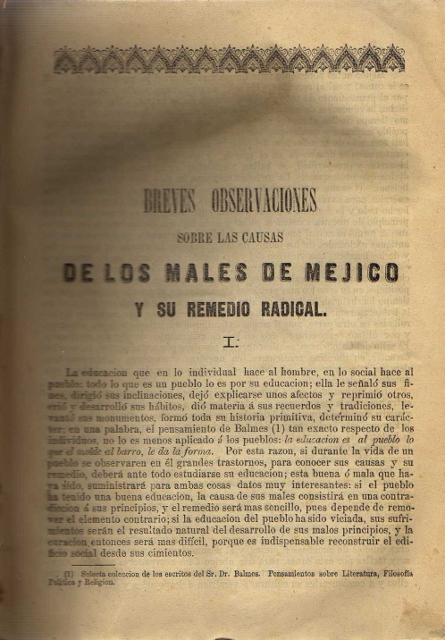 BREVES OBSERVACIONES
SOBRE LAS CAUSAS
DE LOS MALES DE MEJICO
Y SU REMEDIO RADICAL.
I.
La educacion que en lo individual hace al hombre, en lo social hace al
pueblo: todo lo que es un pueblo lo es por su educacion; ella le señaló sus fi-
nes, dirigió sus inclinaciones, dejó explicarse unos afectos y reprimió otros,
crió y desarrolló sus hábitos, dió materia á sus recuerdos y tradiciones, le-
vantó sus monumentos, formó toda su historia primitiva, determinó su carác-
ter: en una palabra, el pensamiento de Balmes (1) tan exacto respecto de los
individuos, no lo es menos aplicado á los pueblos: la educacion es al pueblo lo
que el molde al barro, le da la forma. Por esta razon, si durante la vida de un
pueblo se observaren en él grandes trastornos, para conocer sus causas y su
remedio, deberá ante todo estudiarse su educacion; esta buena ó mala que ha-
ya sido, suministrará para ambas cosas datos muy interesantes: si el pueblo
ha tenido una buena educacion, la causa de sus males consistirá en una contra-
diccion á sus principios, y el remedio será mas sencillo, pues depende de remo-
ver el elemento contrario; si la educacion del pueblo ha sido viciada, sus sufri-
mientos serán el resultado natural del desarrollo de sus malos principios, y la
curacion entonces será mas difícil, porque es indispensable reconstruir el edi-
ficio social desde sus cimientos.
(1) Selecta coleccion de los escritos del Sr. Dr. Balmes. Pensamientos sobre Literatura, Filosofía
Política y Religion.